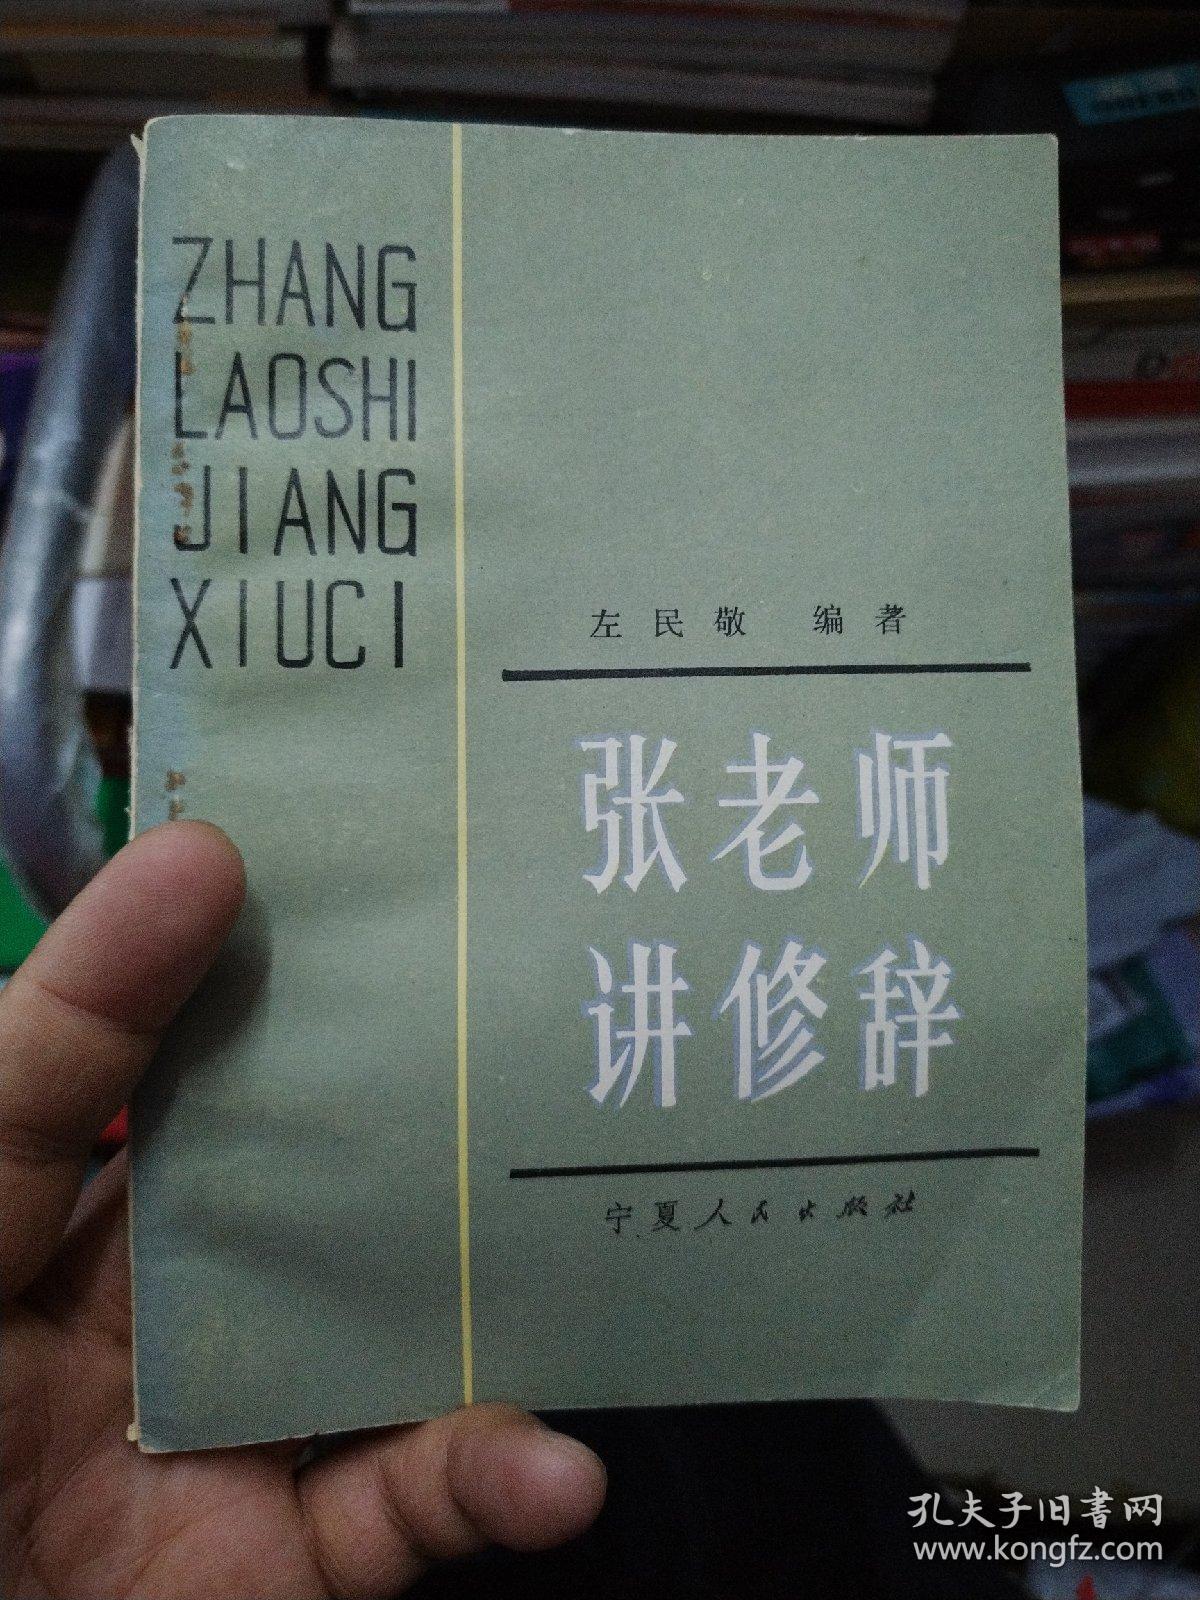 ZHANG
LAOSHI
JIANG
XIUCI
左民敬 编著
张老师
讲修辞
宁夏人民出版社
孔夫子旧书网
www.kongfz.com